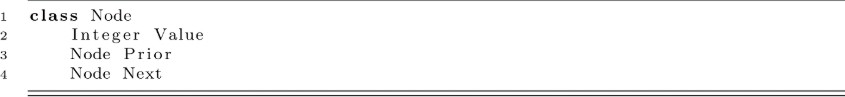 1 class Node
2 Integer Value
3 Node Prior
4 Node Next